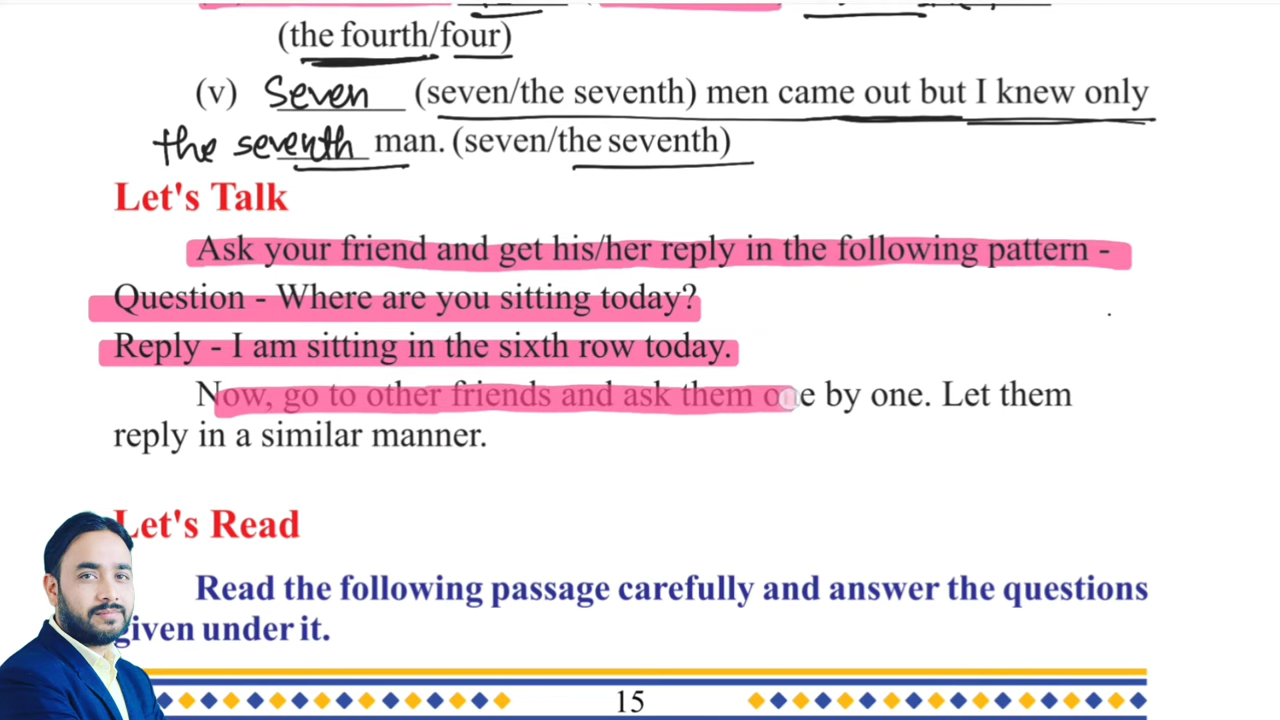 (the fourth/four)
(v) Seven (seven/the seventh) men came out but I knew only
the seventh man. (seven/the seventh)
Let's Talk
Ask your friend and get his/her reply in the following pattern -
Question - Where are you sitting today?
Reply - I am sitting in the sixth row today.
Now, go to other friends and ask them one by one. Let them
reply in a similar manner.
Let's Read
Read the following passage carefully and answer the questions
given under it.
15